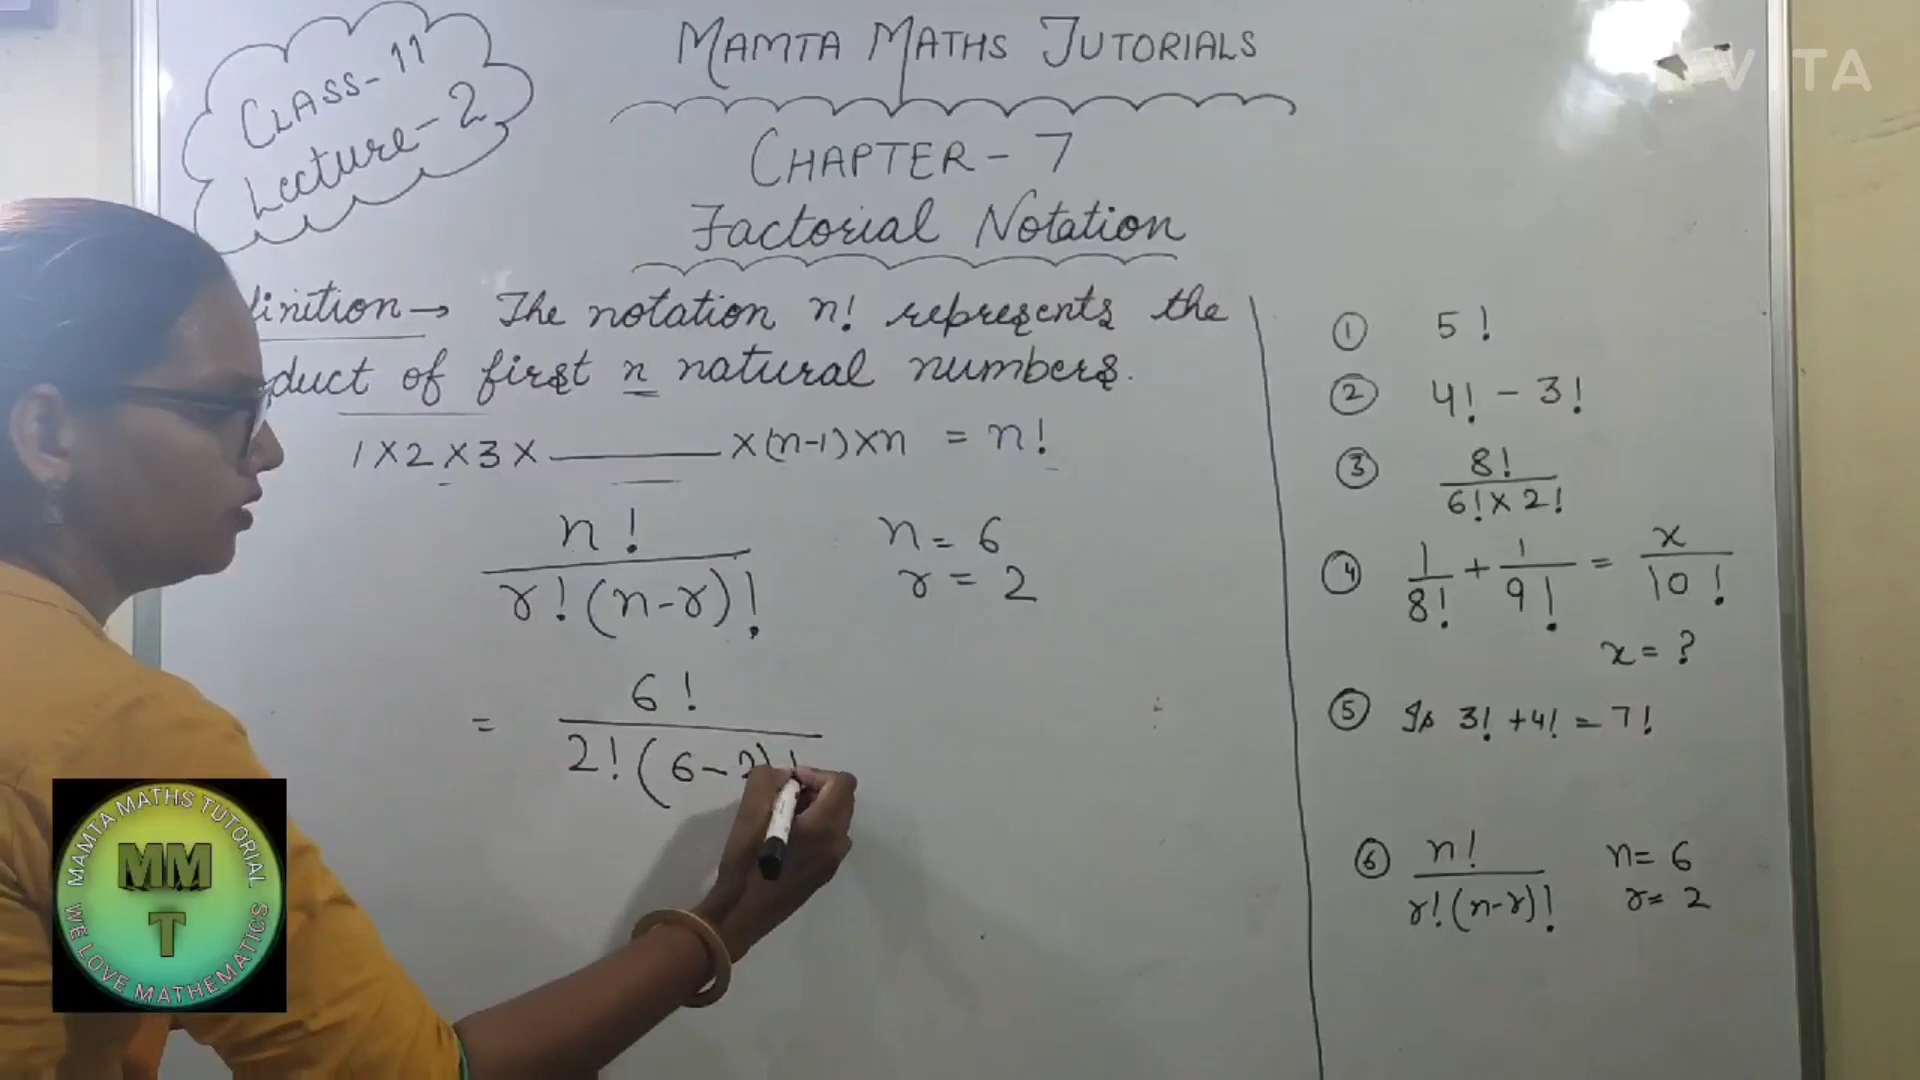 CLASS-11
Lecture-2
MAMTA MATHS TUTORIALS
VITA
CHAPTER-7
Factorial Notation
finition → The notation n! represents the
duct of first n natural numbers.
1×2×3×_____×(n-1)×n = n!
n!
r!(n-r)!
n=6
r=2
= 6!
2!(6-2)!
① 5!
② 4! - 3!
③ 8!
6!×2!
④ 1/8! + 1/9! = x/10!
x=?
⑤ Is 3!+4! = 7!
⑥ n!
r!(n-r)!
n=6
r=2
MAMTA MATHS TUTORIAL
MM
T
WE LOVE MATHEMATICS